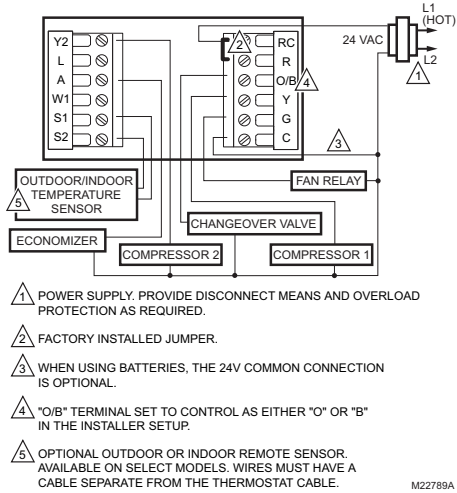 L1
(HOT)
24 VAC
L2
1
Y2
L
A
W1
S1
S2
2
RC
R
O/B
4
Y
G
C
3
OUTDOOR/INDOOR
TEMPERATURE
SENSOR
5
FAN RELAY
CHANGEOVER VALVE
ECONOMIZER
COMPRESSOR 2
COMPRESSOR 1
1 POWER SUPPLY. PROVIDE DISCONNECT MEANS AND OVERLOAD
PROTECTION AS REQUIRED.
2 FACTORY INSTALLED JUMPER.
3 WHEN USING BATTERIES, THE 24V COMMON CONNECTION
IS OPTIONAL.
4 "O/B" TERMINAL SET TO CONTROL AS EITHER "O" OR "B"
IN THE INSTALLER SETUP.
5 OPTIONAL OUTDOOR OR INDOOR REMOTE SENSOR.
AVAILABLE ON SELECT MODELS. WIRES MUST HAVE A
CABLE SEPARATE FROM THE THERMOSTAT CABLE.
M22789A